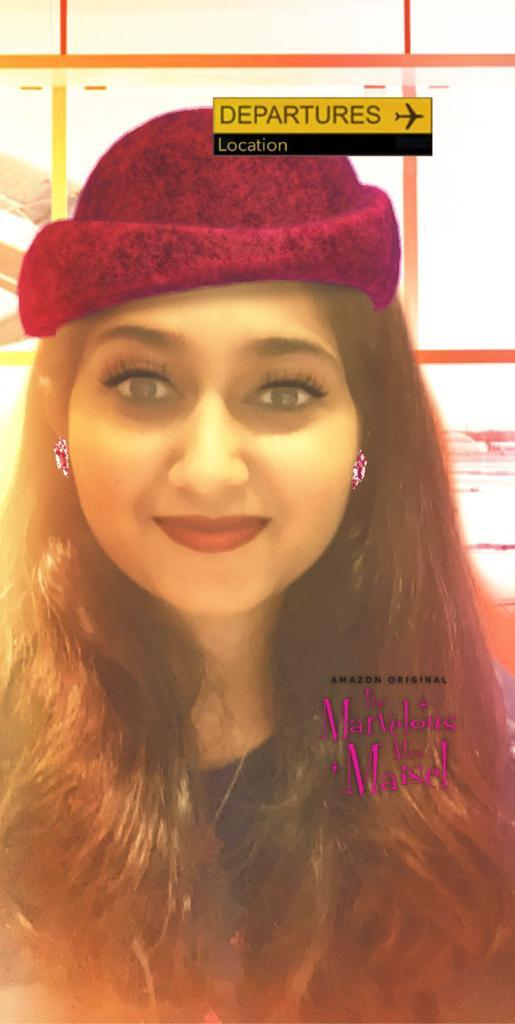 DEPARTURES
Location
AMAZON ORIGINAL
The
Marvelous
Mrs.
Maisel